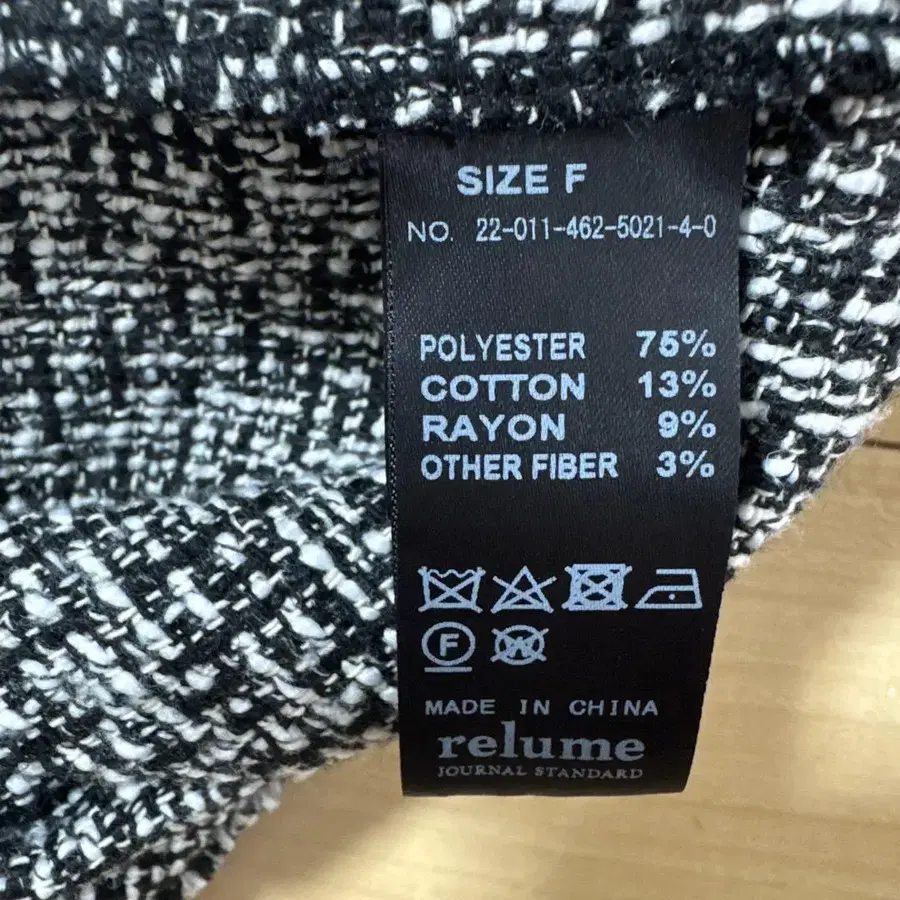 SIZE F
NO. 22-011-462-5021-4-0
POLYESTER 75%
COTTON 13%
RAYON 9%
OTHER FIBER 3%
F W
MADE IN CHINA
relume
JOURNAL STANDARD